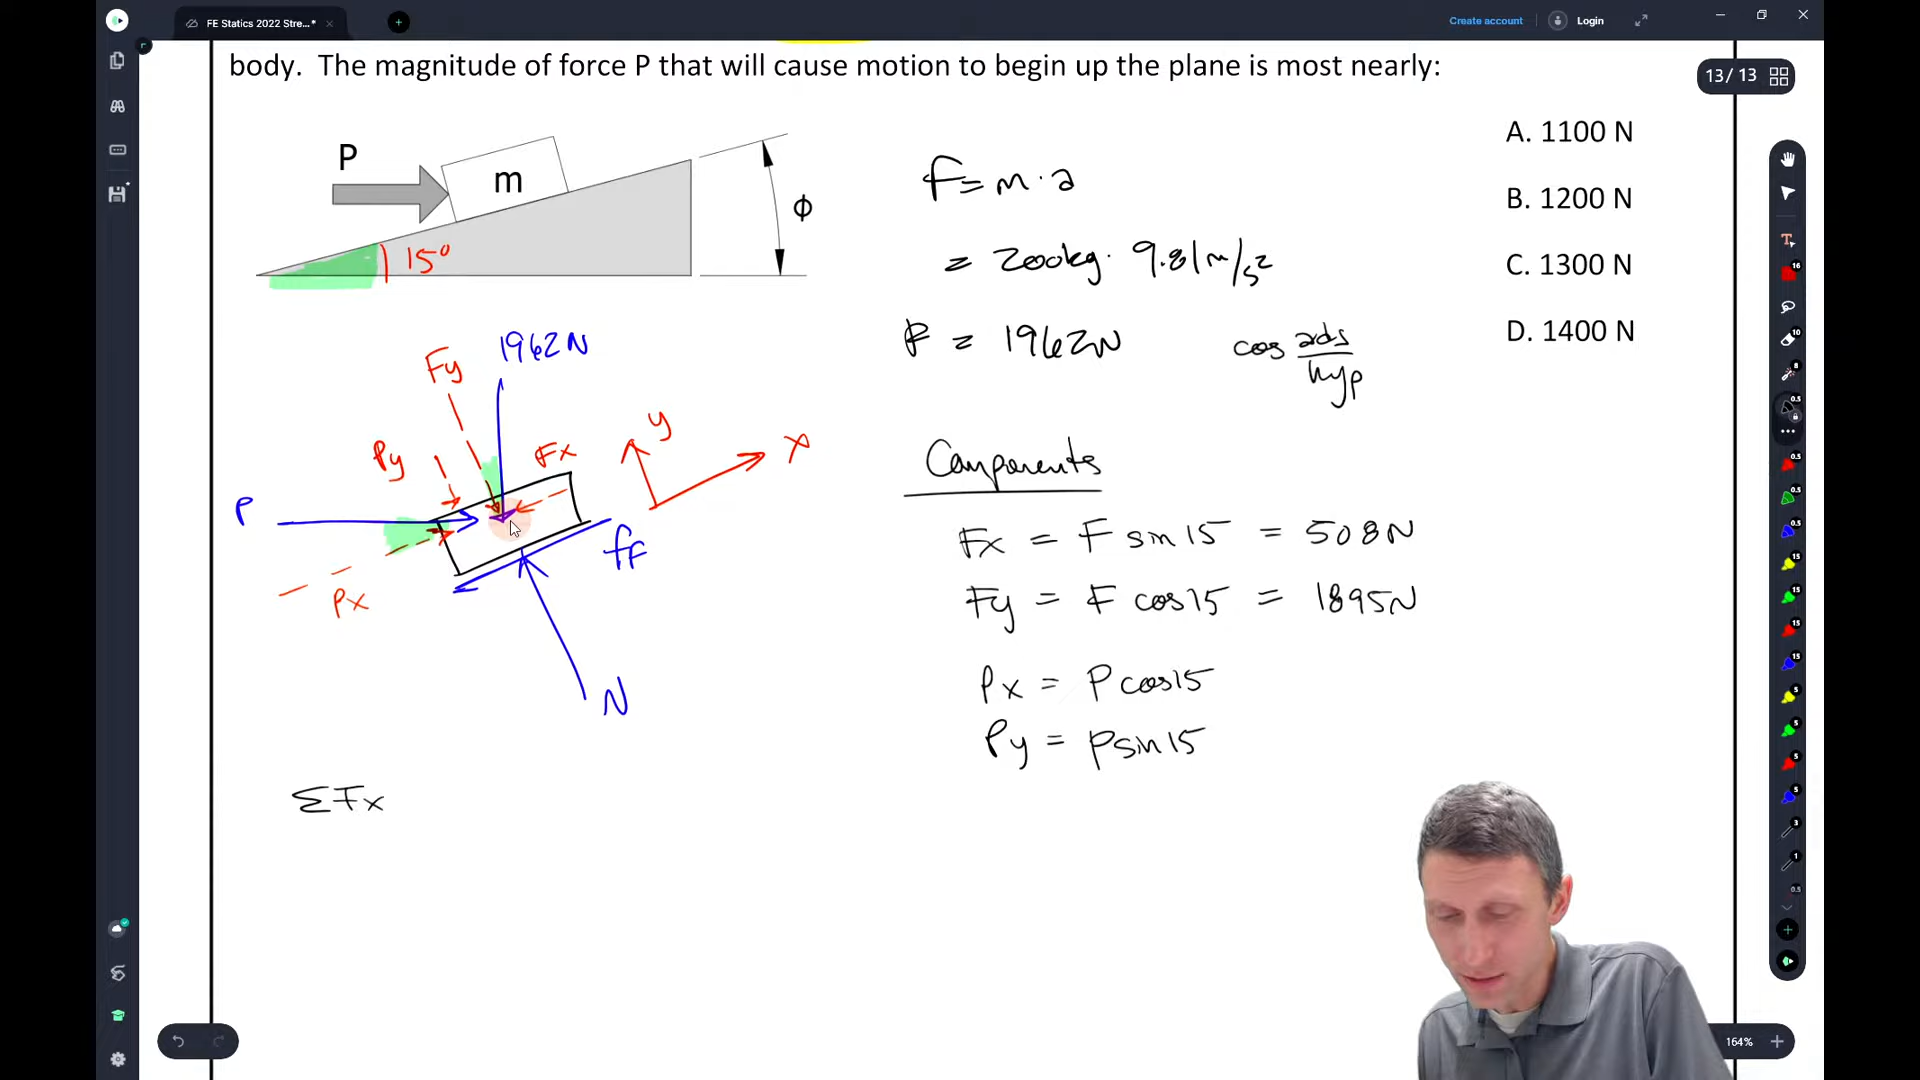 FE Statics 2022 Stre...*
Create account
Login
body. The magnitude of force P that will cause motion to begin up the plane is most nearly:
13/ 13
P
m
ϕ
15°
A. 1100 N
B. 1200 N
C. 1300 N
D. 1400 N
F = m · a
= 200kg · 9.81m/s²
F = 1962N
cos adj/hyp
1962N
Fy
Py
Fx
y
x
P
Px
fF
N
Components
Fx = F sin15 = 508N
Fy = F cos15 = 1895N
Px = P cos15
Py = P sin15
ΣFx
164%